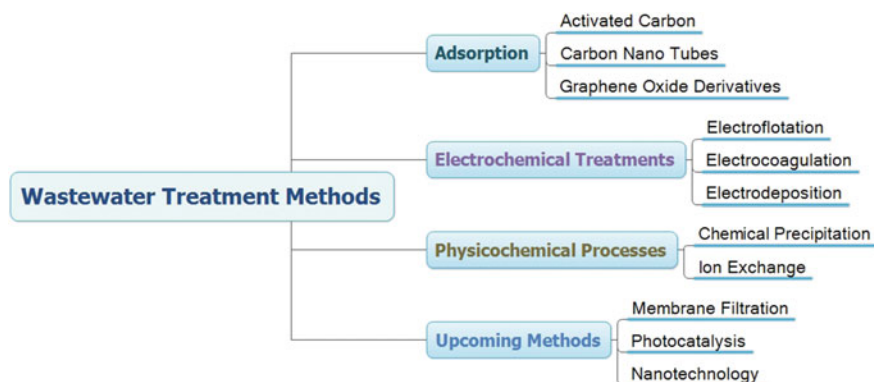 Wastewater Treatment Methods
Adsorption
Activated Carbon
Carbon Nano Tubes
Graphene Oxide Derivatives
Electrochemical Treatments
Electroflotation
Electrocoagulation
Electrodeposition
Physicochemical Processes
Chemical Precipitation
Ion Exchange
Upcoming Methods
Membrane Filtration
Photocatalysis
Nanotechnology